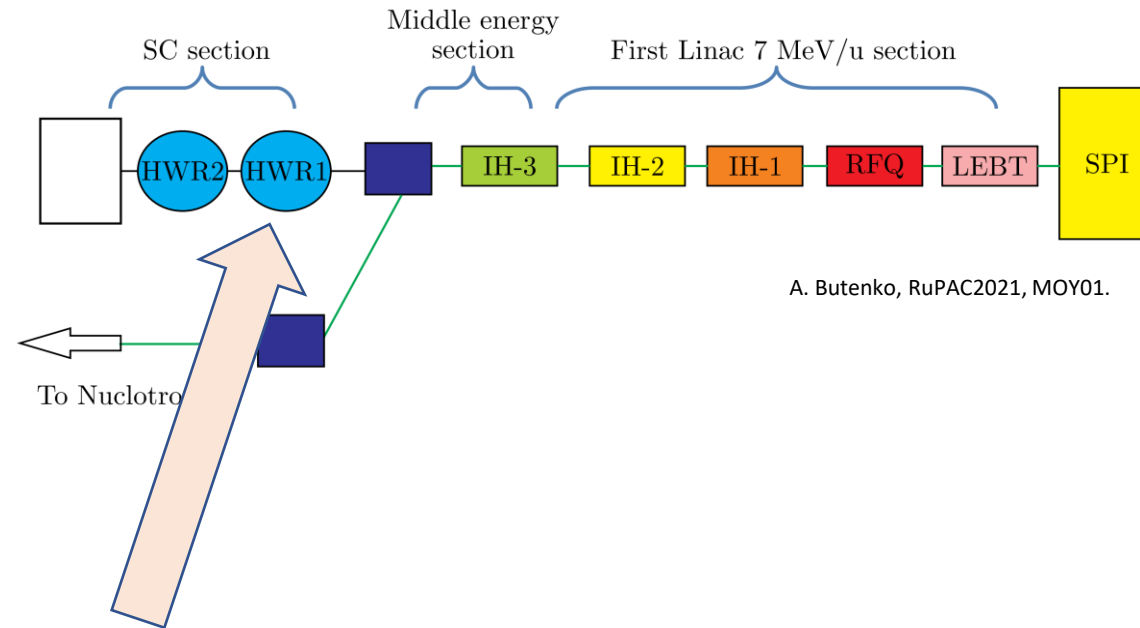 Middle energy
section
SC section
First Linac 7 MeV/u section
HWR2
HWR1
IH-3
IH-2
IH-1
RFQ
LEBT
SPI
A. Butenko, RuPAC2021, MOY01.
To Nuclotro